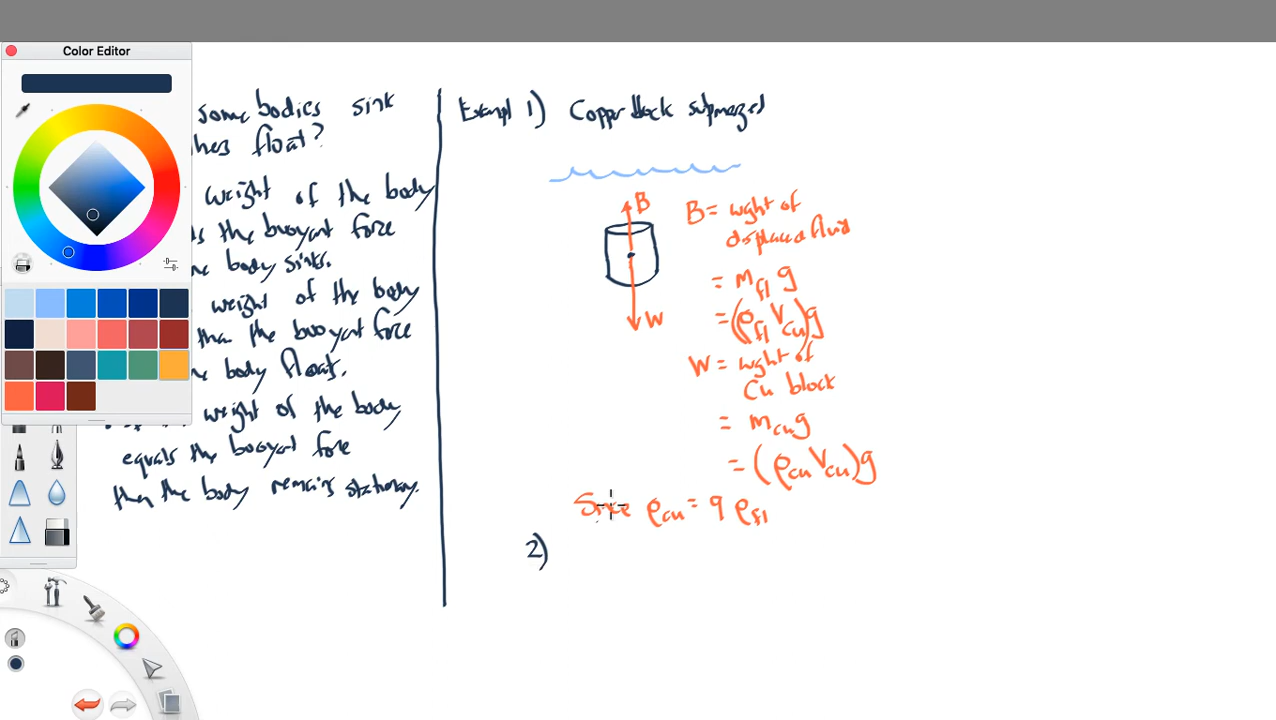 Color Editor
some bodies sink
float?
weight of the body
the buoyant force
body sinks.
weight of the body
than the buoyant force
body float.
weight of the body
equals the buoyant force
then the body remains stationary.
Exampl 1) Copper block submerged
B
W
B = wght of
displaced fluid
= m_fl g
= (ρ_fl V_cu)g
W = wght of
Cu block
= m_cu g
= (ρ_cu V_cu)g
Since ρ_cu = 9 ρ_fl
2)